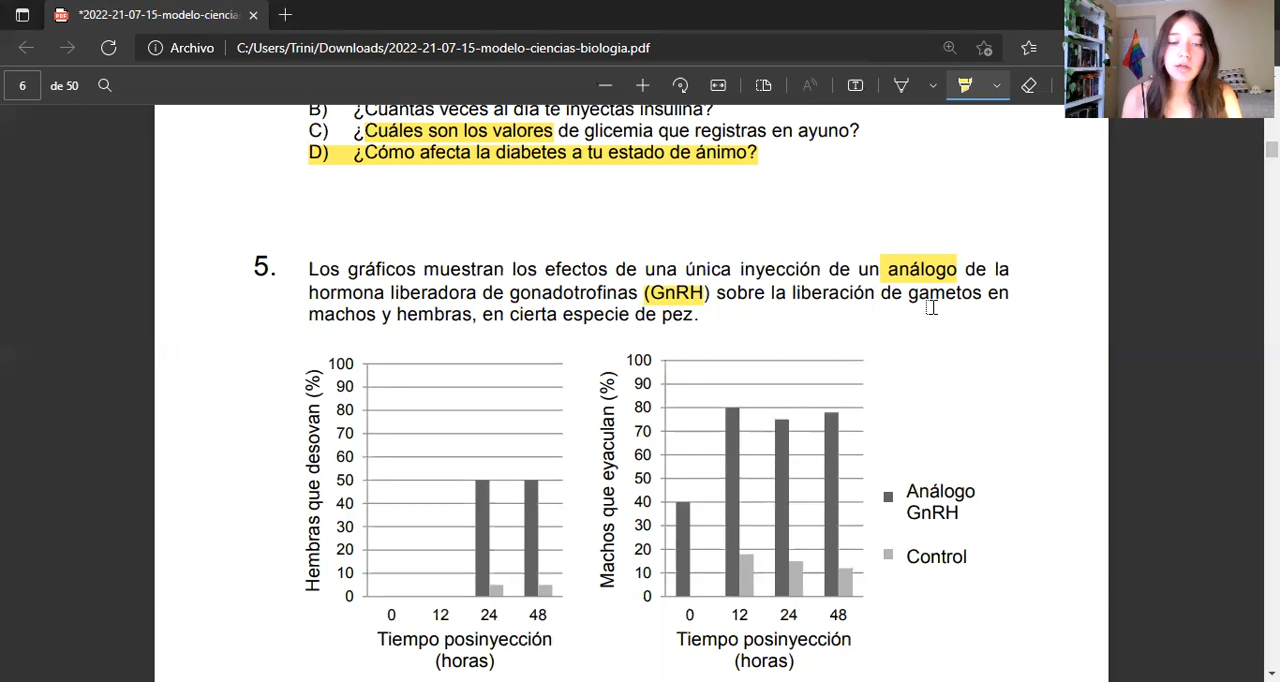 *2022-21-07-15-modelo-ciencia
Archivo
C:/Users/Trini/Downloads/2022-21-07-15-modelo-ciencias-biologia.pdf
6 de 50
B) ¿Cuántas veces al día te inyectas insulina?
C) ¿Cuáles son los valores de glicemia que registras en ayuno?
D) ¿Cómo afecta la diabetes a tu estado de ánimo?
5. Los gráficos muestran los efectos de una única inyección de un análogo de la
hormona liberadora de gonadotrofinas (GnRH) sobre la liberación de gametos en
machos y hembras, en cierta especie de pez.
Hembras que desovan (%)
100
90
80
70
60
50
40
30
20
10
0
0 12 24 48
Tiempo posinyección
(horas)
Machos que eyaculan (%)
100
90
80
70
60
50
40
30
20
10
0
0 12 24 48
Tiempo posinyección
(horas)
Análogo
GnRH
Control